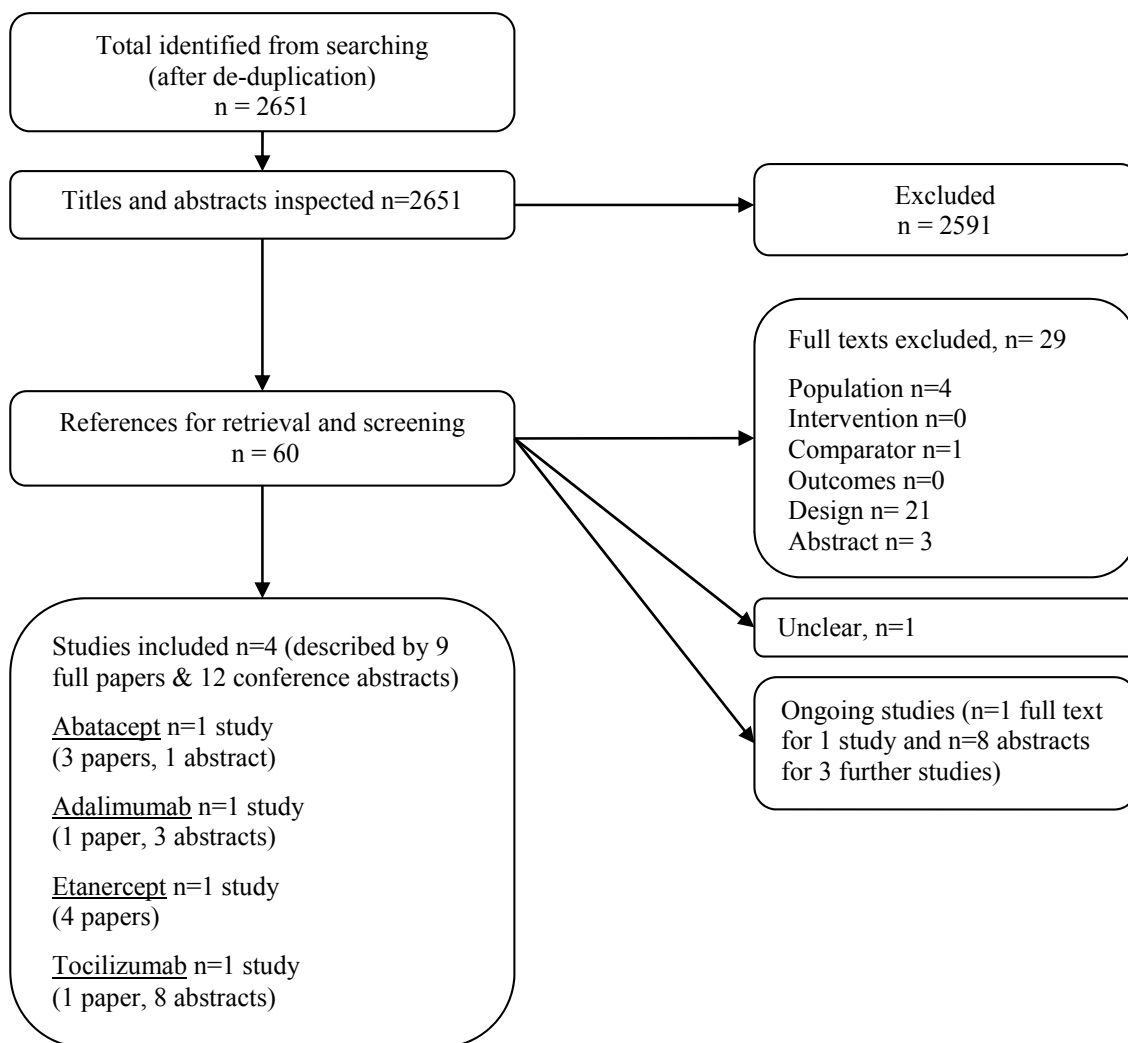 Total identified from searching
(after de-duplication)
n = 2651
Titles and abstracts inspected n=2651
Excluded
n = 2591
References for retrieval and screening
n = 60
Full texts excluded, n= 29
Population n=4
Intervention n=0
Comparator n=1
Outcomes n=0
Design n= 21
Abstract n= 3
Unclear, n=1
Ongoing studies (n=1 full text
for 1 study and n=8 abstracts
for 3 further studies)
Studies included n=4 (described by 9
full papers & 12 conference abstracts)
Abatacept n=1 study
(3 papers, 1 abstract)
Adalimumab n=1 study
(1 paper, 3 abstracts)
Etanercept n=1 study
(4 papers)
Tocilizumab n=1 study
(1 paper, 8 abstracts)